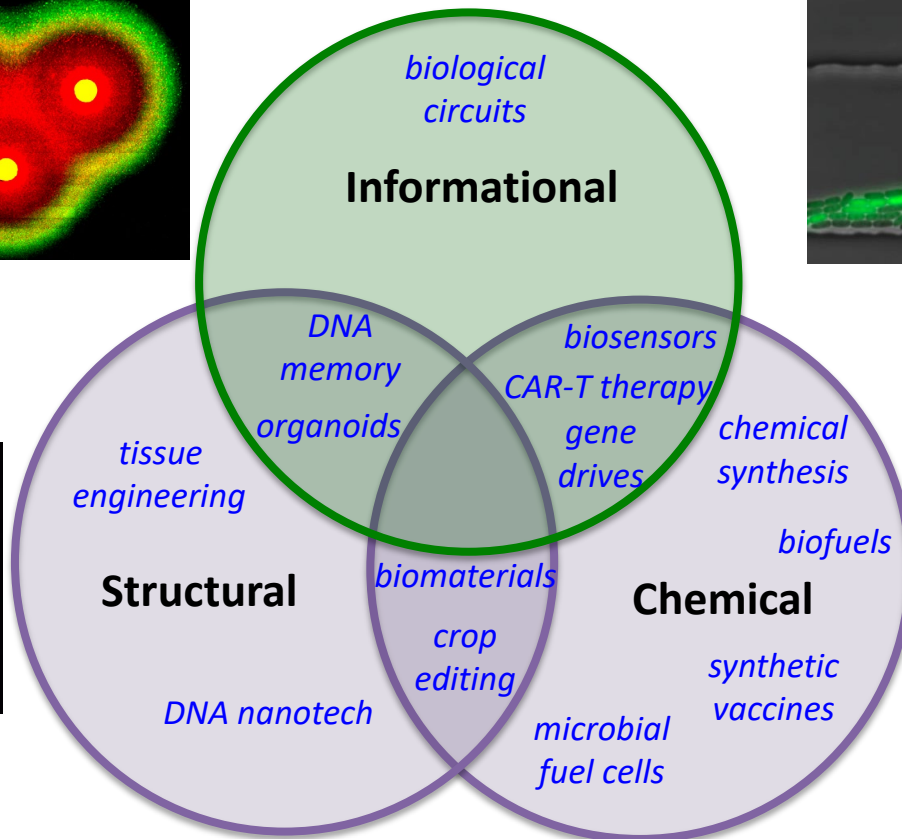 biological
circuits
Informational
DNA
memory
organoids
biosensors
CAR-T therapy
gene
drives
tissue
engineering
Structural
DNA nanotech
biomaterials
crop
editing
chemical
synthesis
biofuels
Chemical
synthetic
vaccines
microbial
fuel cells